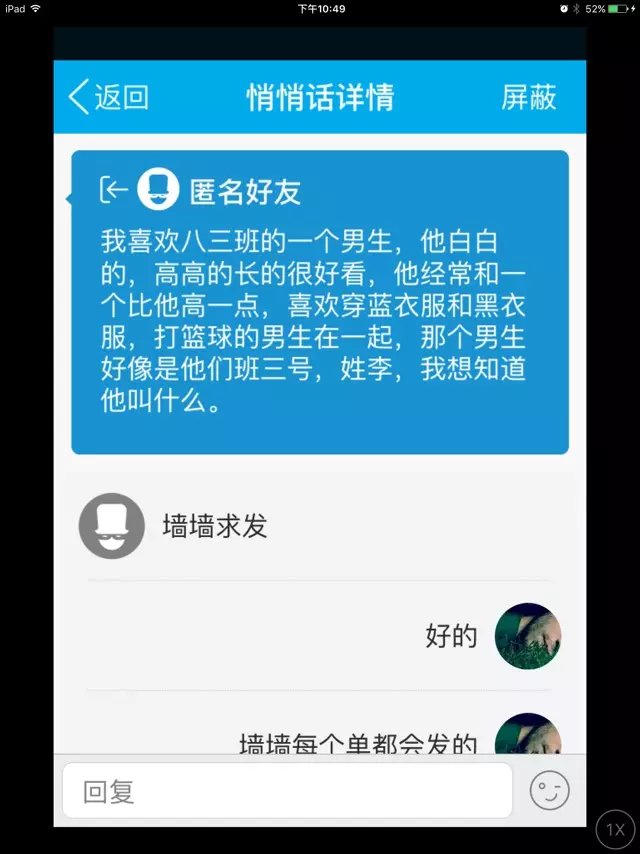 iPad 下午10:49 52%
返回 悄悄话详情 屏蔽
匿名好友
我喜欢八三班的一个男生，他白白
的，高高的长的很好看，他经常和一
个比他高一点，喜欢穿蓝衣服和黑衣
服，打篮球的男生在一起，那个男生
好像是他们班三号，姓李，我想知道
他叫什么。
墙墙求发
好的
墙墙每个单都会发的
回复
1X